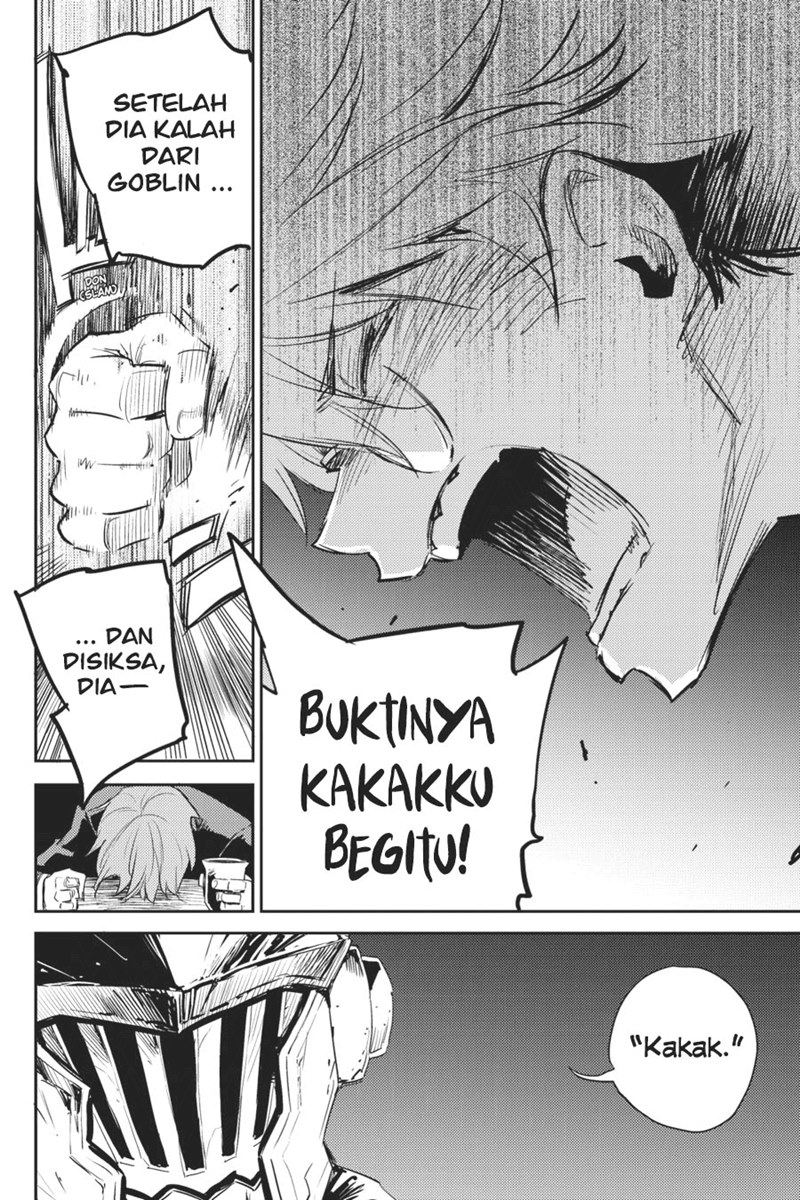 BUKTINYA
KAKAKKU
BEGITU!
SETELAH
DIA KALAH
DARI
GOBLIN ...
DON
(SLAM)
... DAN
DISIKSA,
DIA—
"Kakak."